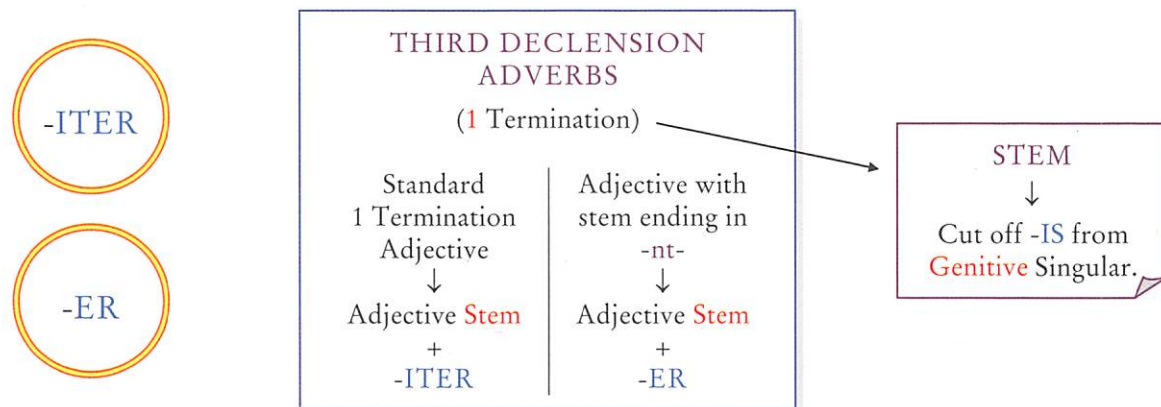 -ITER
-ER
THIRD DECLENSION
ADVERBS
(1 Termination)
Standard
1 Termination
Adjective
↓
Adjective Stem
+
-ITER
Adjective with
stem ending in
-nt-
↓
Adjective Stem
+
-ER
STEM
↓
Cut off -IS from
Genitive Singular.